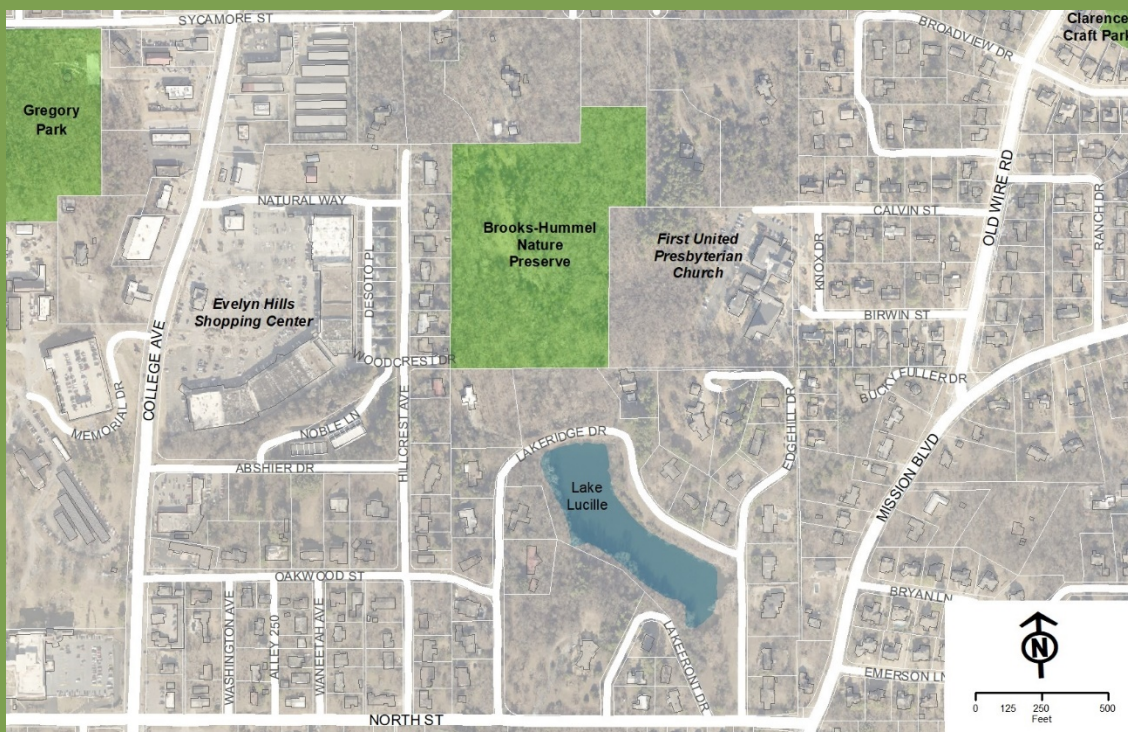 SYCAMORE ST
BROADVIEW DR
Clarence
Craft Park
Gregory
Park
NATURAL WAY
Brooks-Hummel
Nature
Preserve
First United
Presbyterian
Church
CALVIN ST
OLD WIRE RD
RANCH DR
KNOX DR
DESOTO PL
Evelyn Hills
Shopping Center
BIRWIN ST
WOODCREST DR
COLLEGE AVE
MEMORIAL DR
BUCKY FULLER DR
EDGEHILL DR
HILLCREST AVE
NOBLE LN
LAKERIDGE DR
MISSION BLVD
ABSHIER DR
Lake
Lucille
OAKWOOD ST
BRYAN LN
WASHINGTON AVE
ALLEY 250
WANEETAH AVE
LAKEFRONT DR
EMERSON LN
NORTH ST
N
0 125 250 500
Feet